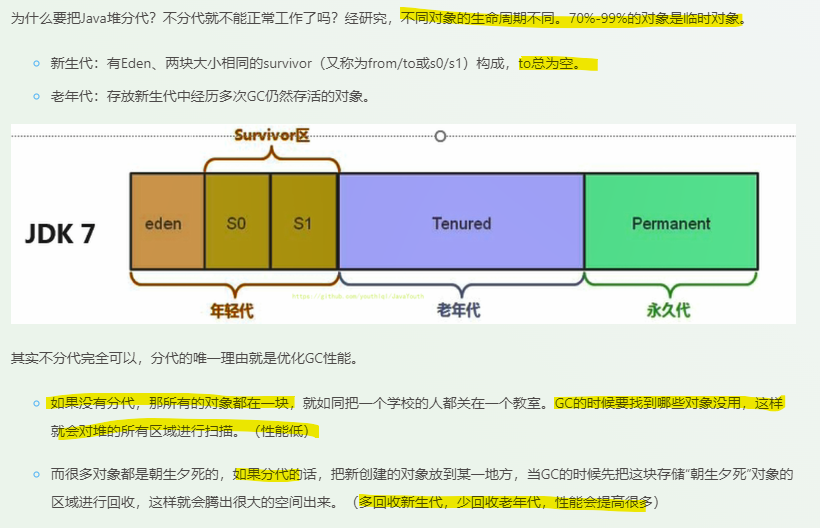 为什么要把Java堆分代？不分代就不能正常工作了吗？经研究，不同对象的生命周期不同。70%-99%的对象是临时对象。
新生代：有Eden、两块大小相同的survivor（又称为from/to或s0/s1）构成，to总为空。
老年代：存放新生代中经历多次GC仍然存活的对象。
Survivor区
JDK 7
eden
S0
S1
Tenured
Permanent
年轻代
老年代
永久代
其实不分代完全可以，分代的唯一理由就是优化GC性能。
如果没有分代，那所有的对象都在一块，就如同把一个学校的人都关在一个教室。GC的时候要找到哪些对象没用，这样
就会对堆的所有区域进行扫描。（性能低）
而很多对象都是朝生夕死的，如果分代的话，把新创建的对象放到某一地方，当GC的时候先把这块存储“朝生夕死”对象的
区域进行回收，这样就会腾出很大的空间出来。（多回收新生代，少回收老年代，性能会提高很多）